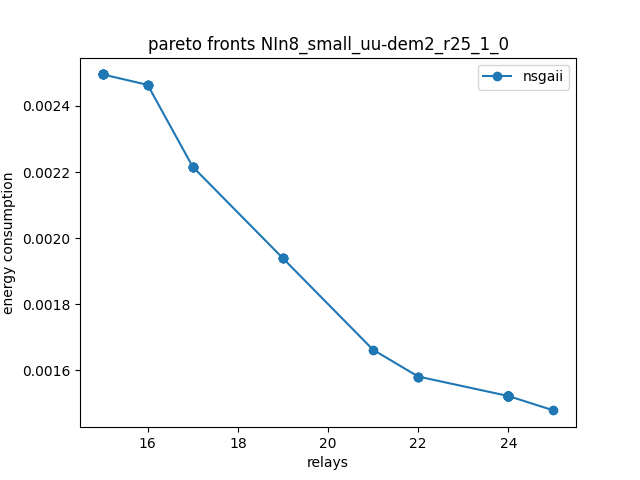 pareto fronts NIn8_small_uu-dem2_r25_1_0
nsgaii
energy consumption
0.0024
0.0022
0.0020
0.0018
0.0016
16 18 20 22 24
relays